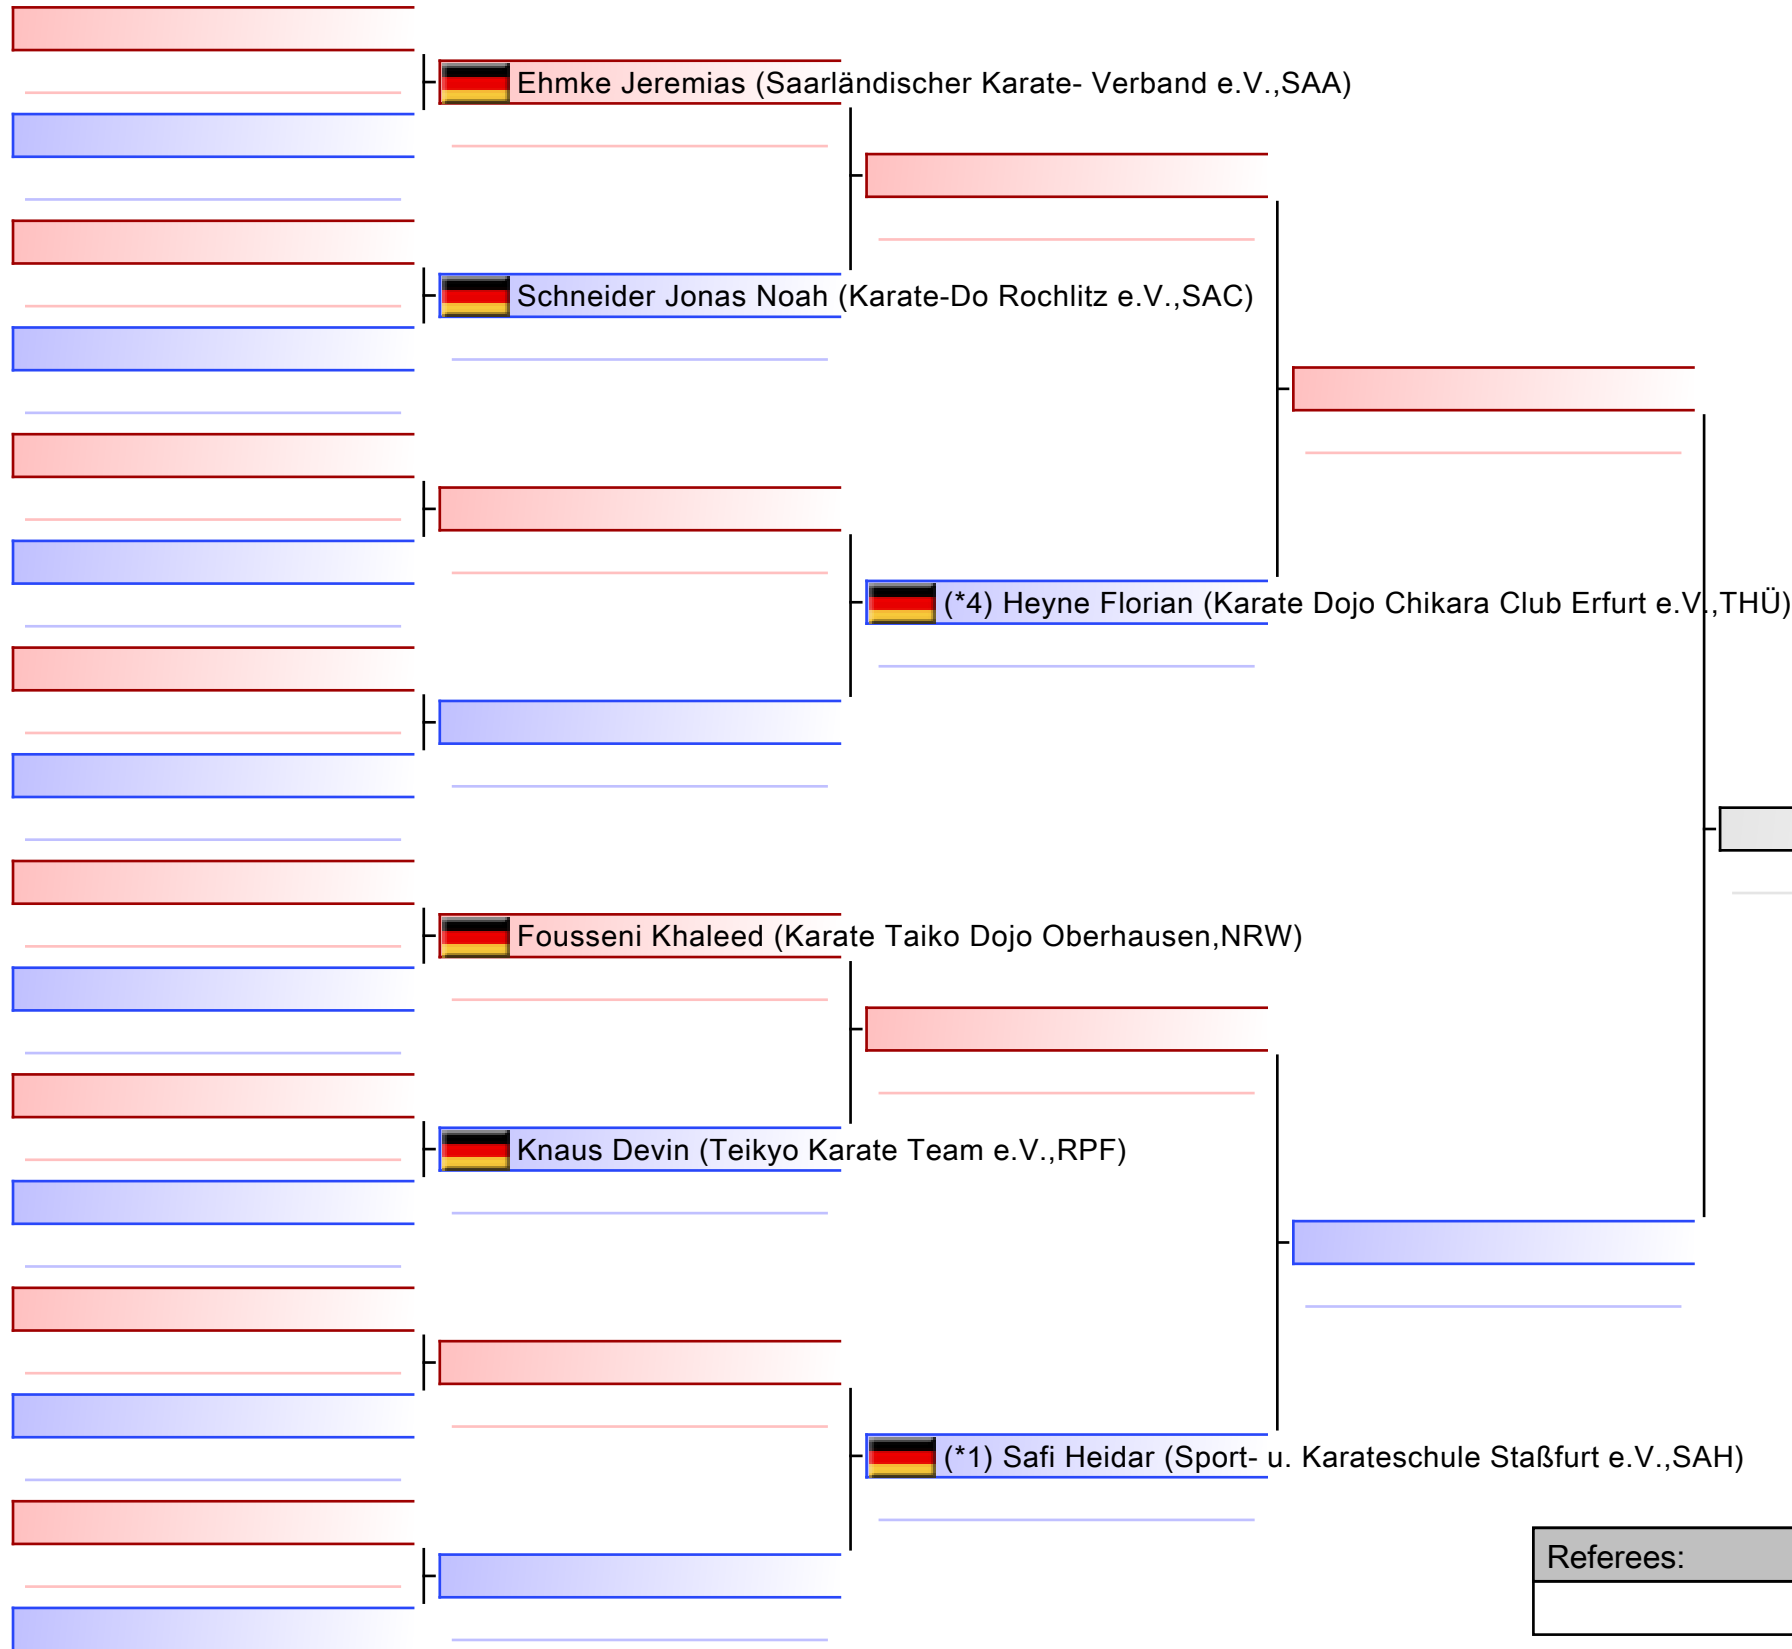 Ehmke Jeremias (Saarländischer Karate- Verband e.V.,SAA)
Schneider Jonas Noah (Karate-Do Rochlitz e.V.,SAC)
(*4) Heyne Florian (Karate Dojo Chikara Club Erfurt e.V.,THÜ)
Fousseni Khaleed (Karate Taiko Dojo Oberhausen,NRW)
Knaus Devin (Teikyo Karate Team e.V.,RPF)
(*1) Safi Heidar (Sport- u. Karateschule Staßfurt e.V.,SAH)
Referees: